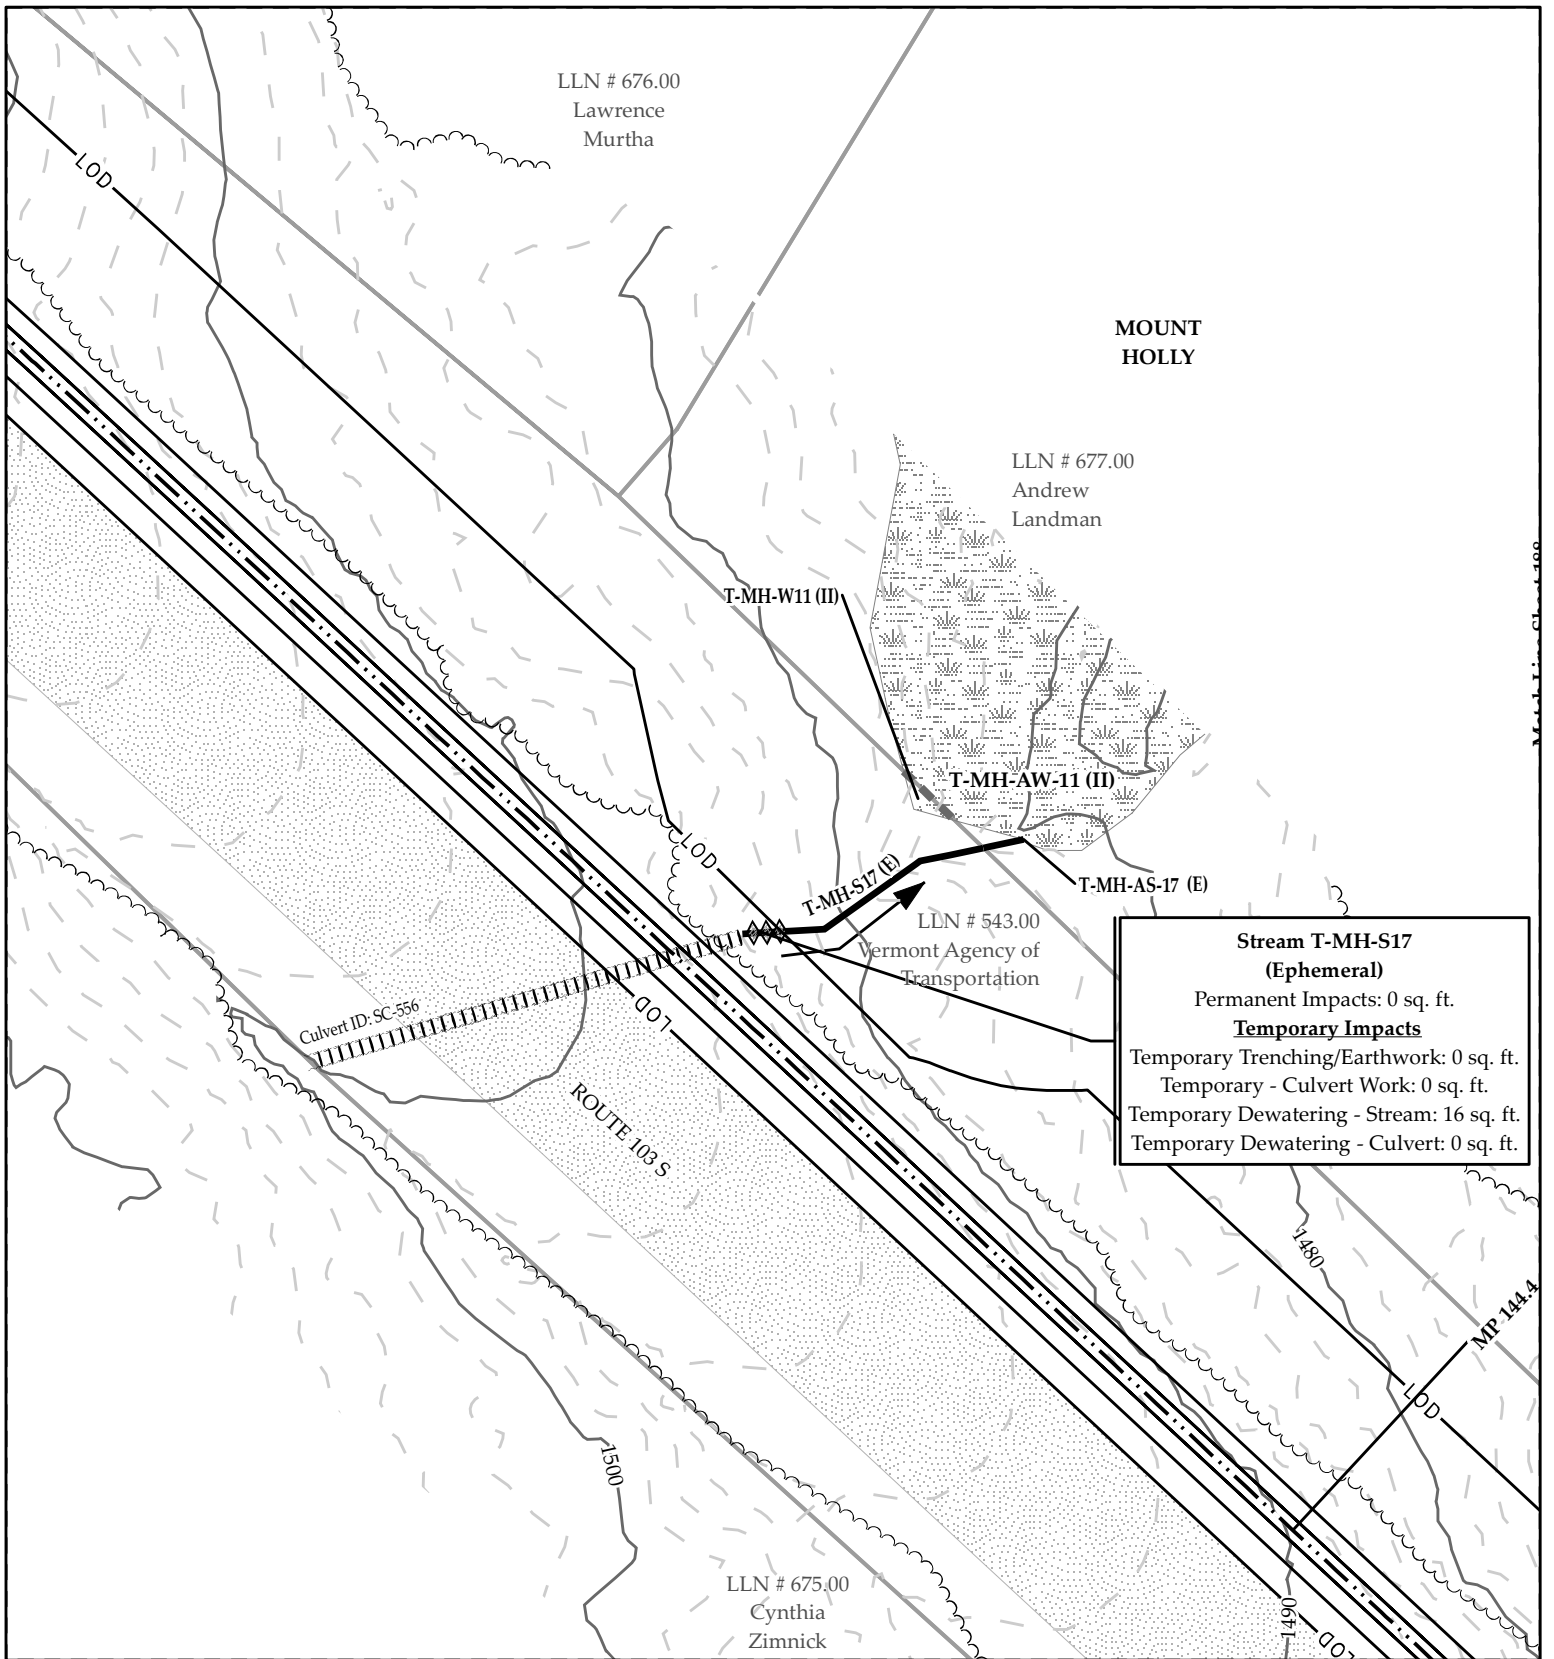 LLN # 676.00
Lawrence
Murtha
LOD
MOUNT
HOLLY
LLN # 677.00
Andrew
Landman
T-MH-W11 (II)
T-MH-AW-11 (II)
LOD
T-MH-S17 (E)
T-MH-AS-17 (E)
LLN # 543.00
Vermont Agency of
Transportation
Culvert ID: SC-556
LOD
ROUTE 103 S
Stream T-MH-S17
(Ephemeral)
Permanent Impacts: 0 sq. ft.
Temporary Impacts
Temporary Trenching/Earthwork: 0 sq. ft.
Temporary - Culvert Work: 0 sq. ft.
Temporary Dewatering - Stream: 16 sq. ft.
Temporary Dewatering - Culvert: 0 sq. ft.
1480
MP 144.4
LOD
1500
LLN # 675.00
Cynthia
Zimnick
1490
LOD